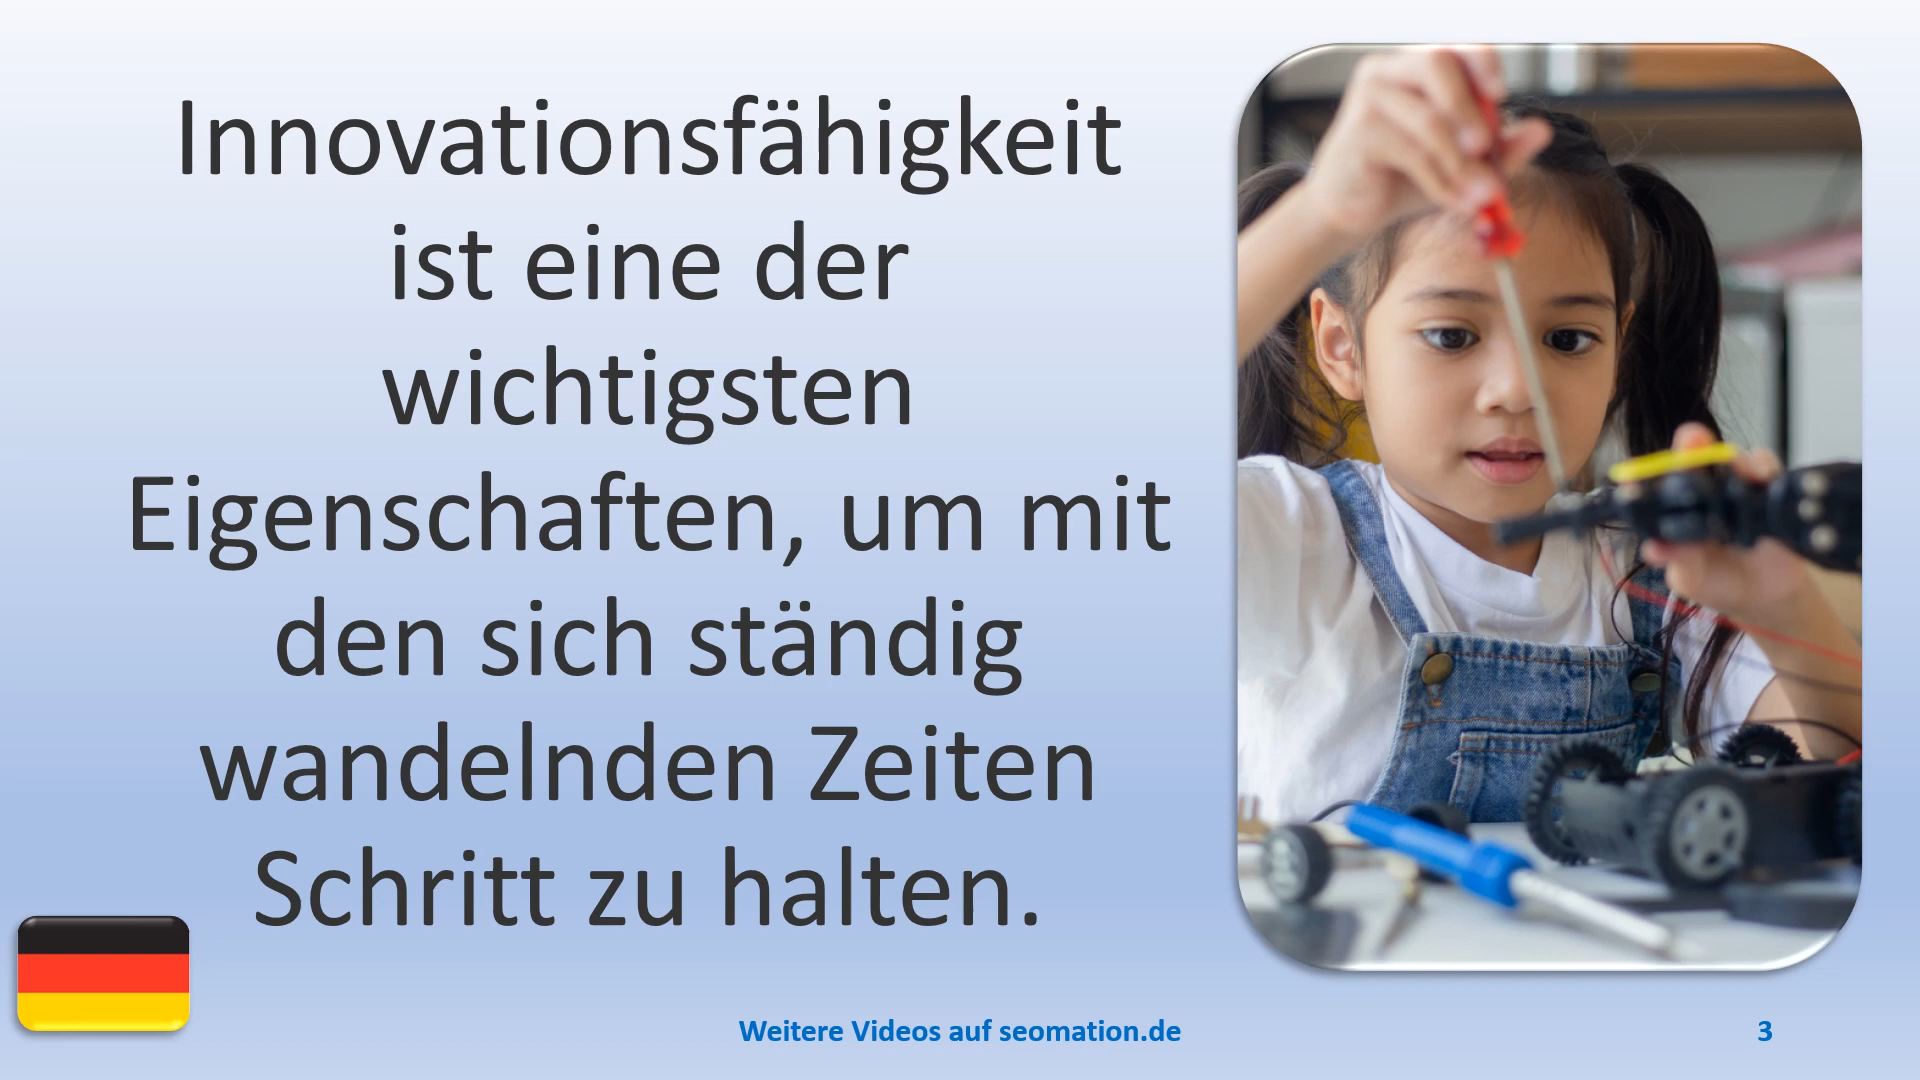 Innovationsfähigkeit
ist eine der
wichtigsten
Eigenschaften, um mit
den sich ständig
wandelnden Zeiten
Schritt zu halten.
Weitere Videos auf seomation.de
3